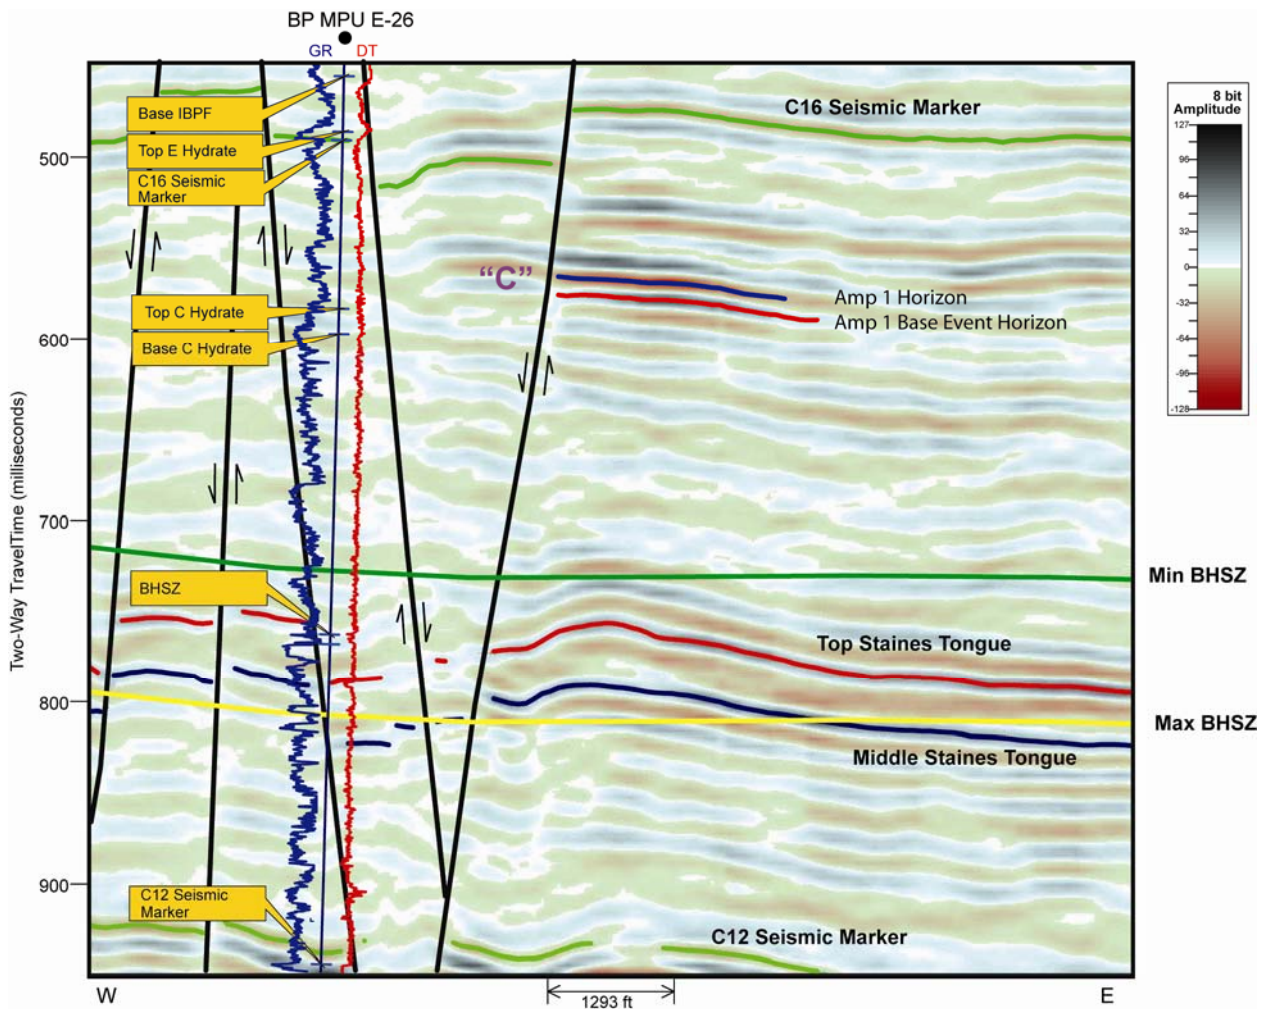 BP MPU E-26
GR
DT
8 bit
Amplitude
127
96
64
32
0
-32
-64
-96
-128
Base IBPF
Top E Hydrate
C16 Seismic
Marker
C16 Seismic Marker
500
“C”
Amp 1 Horizon
Amp 1 Base Event Horizon
Top C Hydrate
Base C Hydrate
600
Two-Way TravelTime (milliseconds)
700
BHSZ
Min BHSZ
Top Staines Tongue
800
Max BHSZ
Middle Staines Tongue
900
C12 Seismic
Marker
C12 Seismic Marker
W
1293 ft
E